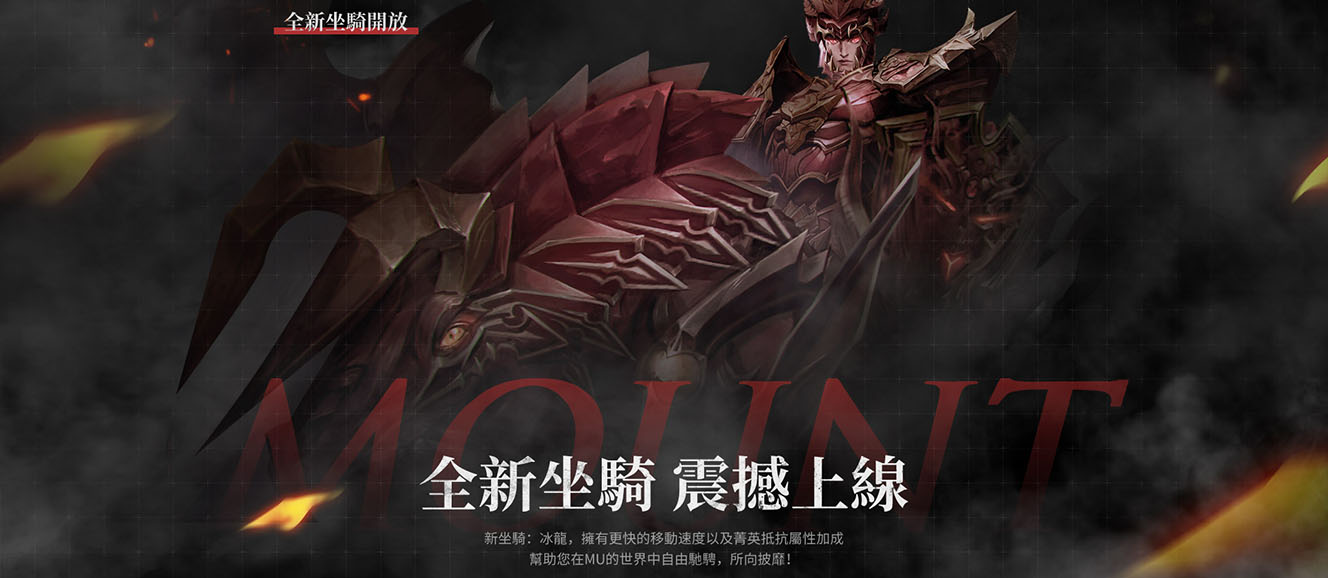 全新坐騎開放
MOUNT
全新坐騎 震撼上線
新坐騎：冰龍，擁有更快的移動速度以及菁英抵抗屬性加成
幫助您在MU的世界中自由馳騁，所向披靡！